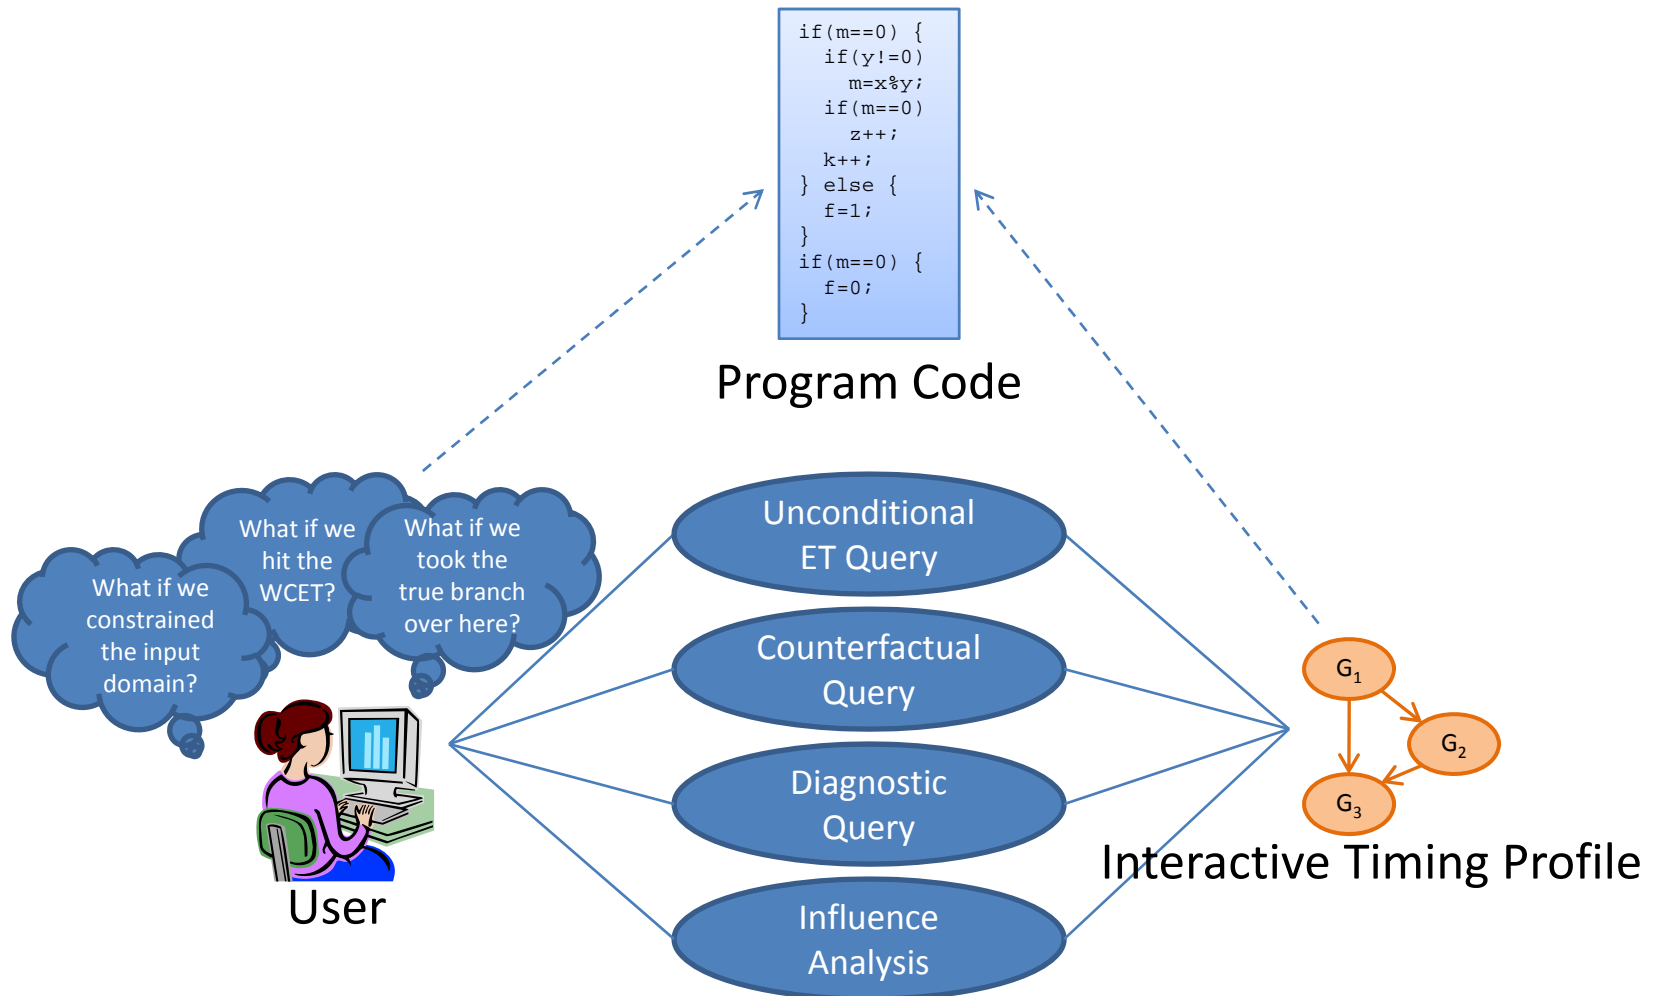 if(m==0) {
if(y!=0)
m=x%y;
if(m==0)
z++;
k++;
} else {
f=1;
}
if(m==0) {
f=0;
}
Program Code
What if we
hit the
WCET?
What if we
took the
true branch
over here?
What if we
constrained
the input
domain?
User
Unconditional
ET Query
Counterfactual
Query
Diagnostic
Query
Influence
Analysis
G1
G2
G3
Interactive Timing Profile